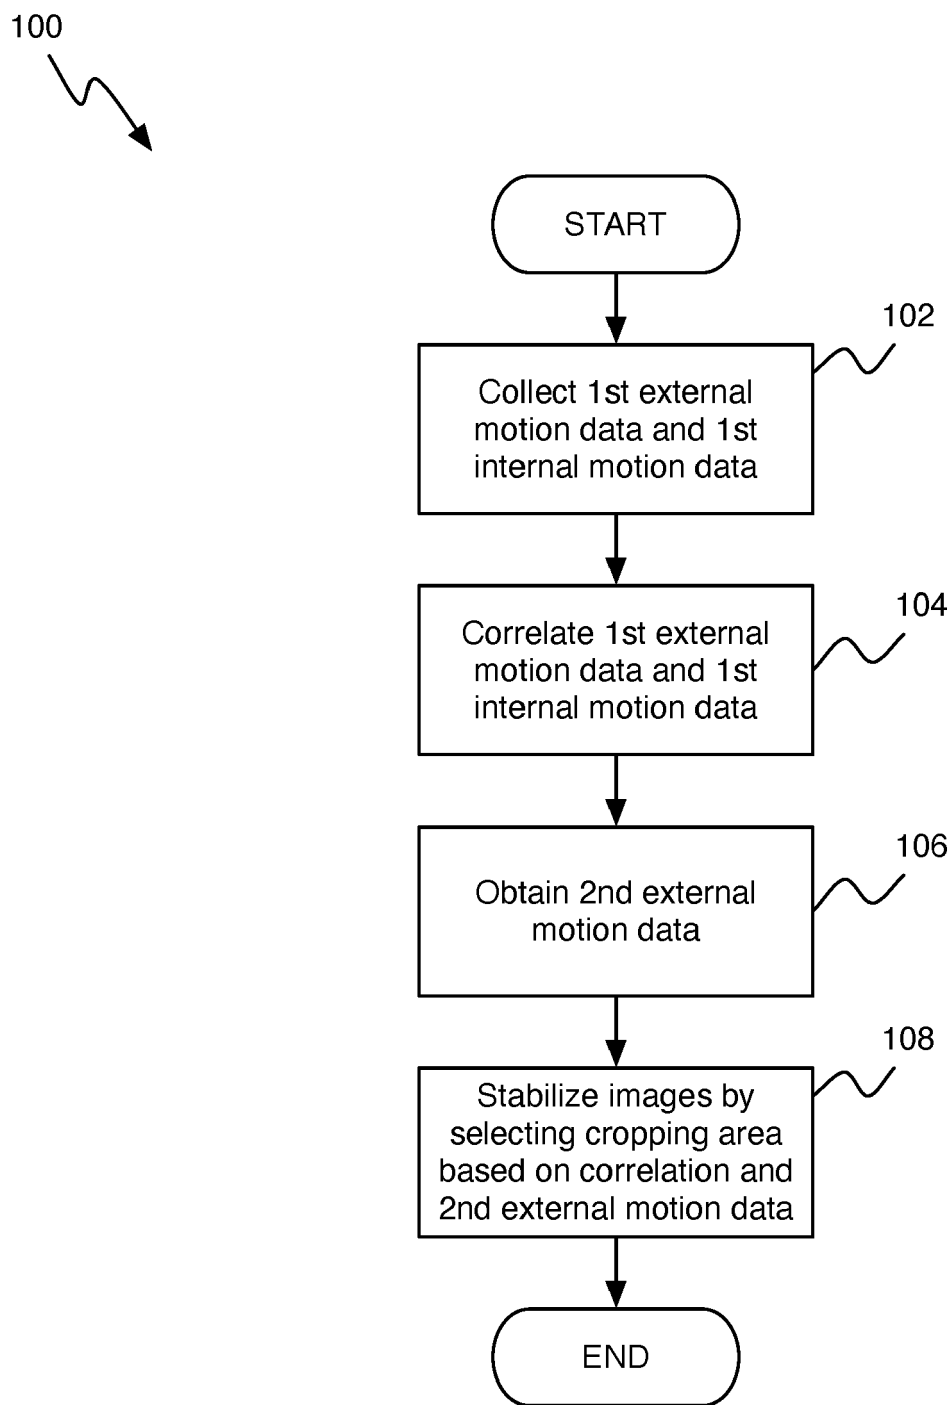 100
START
102
Collect 1st external
motion data and 1st
internal motion data
104
Correlate 1st external
motion data and 1st
internal motion data
106
Obtain 2nd external
motion data
108
Stabilize images by
selecting cropping area
based on correlation and
2nd external motion data
END